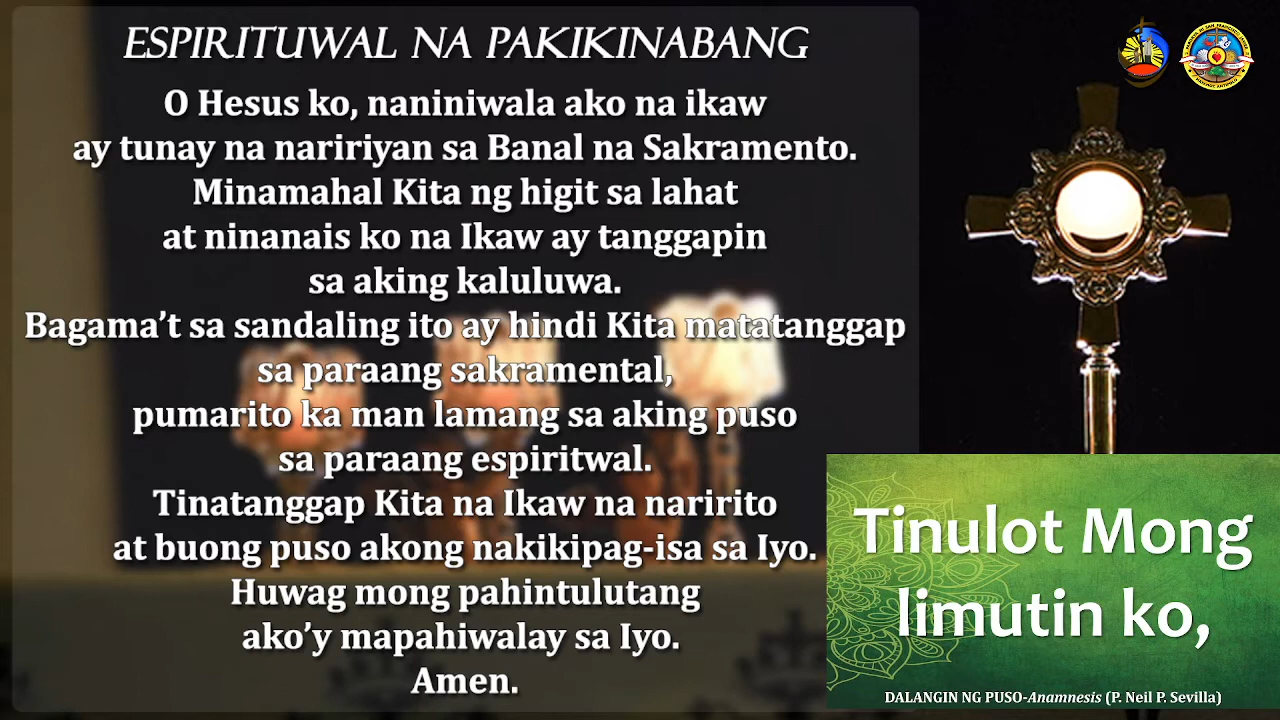 ESPIRITUWAL NA PAKIKINABANG
O Hesus ko, naniniwala ako na ikaw
ay tunay na naririyan sa Banal na Sakramento.
Minamahal Kita ng higit sa lahat
at ninanais ko na Ikaw ay tanggapin
sa aking kaluluwa.
Bagama’t sa sandaling ito ay hindi Kita matatanggap
sa paraang sakramental,
pumarito ka man lamang sa aking puso
sa paraang espiritwal.
Tinatanggap Kita na Ikaw na naririto
at buong puso akong nakikipag-isa sa Iyo.
Huwag mong pahintulutang
ako’y mapahiwalay sa Iyo.
Amen.
Tinulot Mong
limutin ko,
DALANGIN NG PUSO-Anamnesis (P. Neil P. Sevilla)